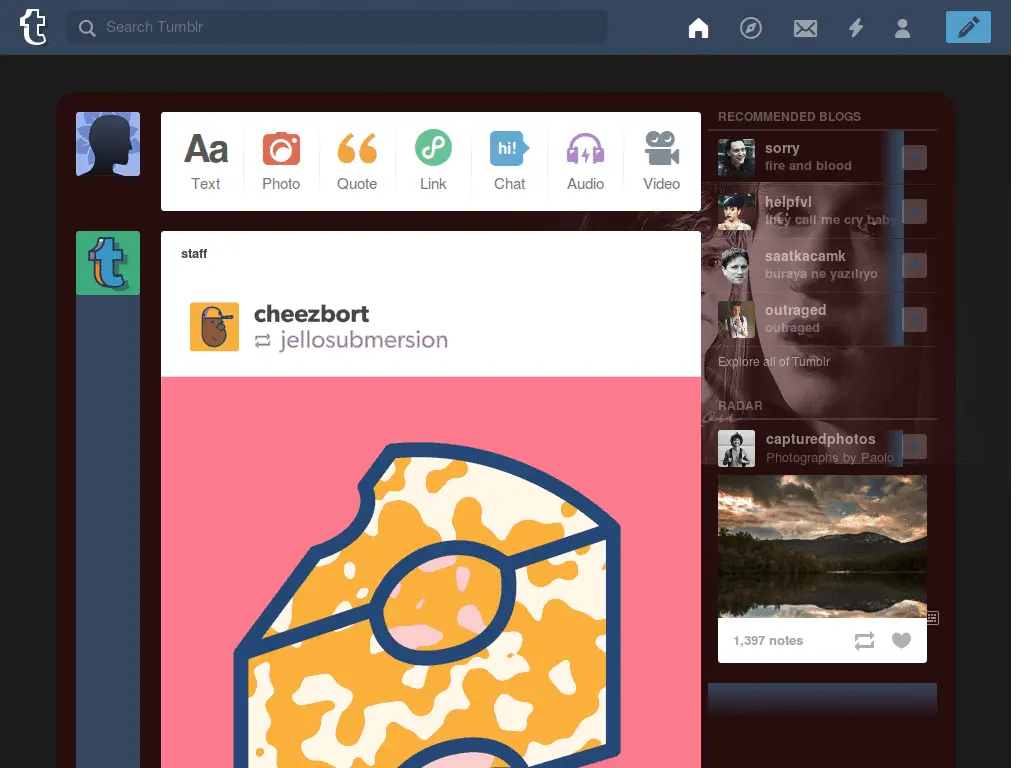 Search Tumblr
Aa
hi!
Text
Photo
Quote
Link
Chat
Audio
Video
staff
cheezbort
jellosubmersion
RECOMMENDED BLOGS
sorry
fire and blood
helpfvl
they call me cry baby
saatkacamk
buraya ne yazılıyo
outraged
outraged
Explore all of Tumblr
RADAR
capturedphotos
Photographs by Paolo
1,397 notes